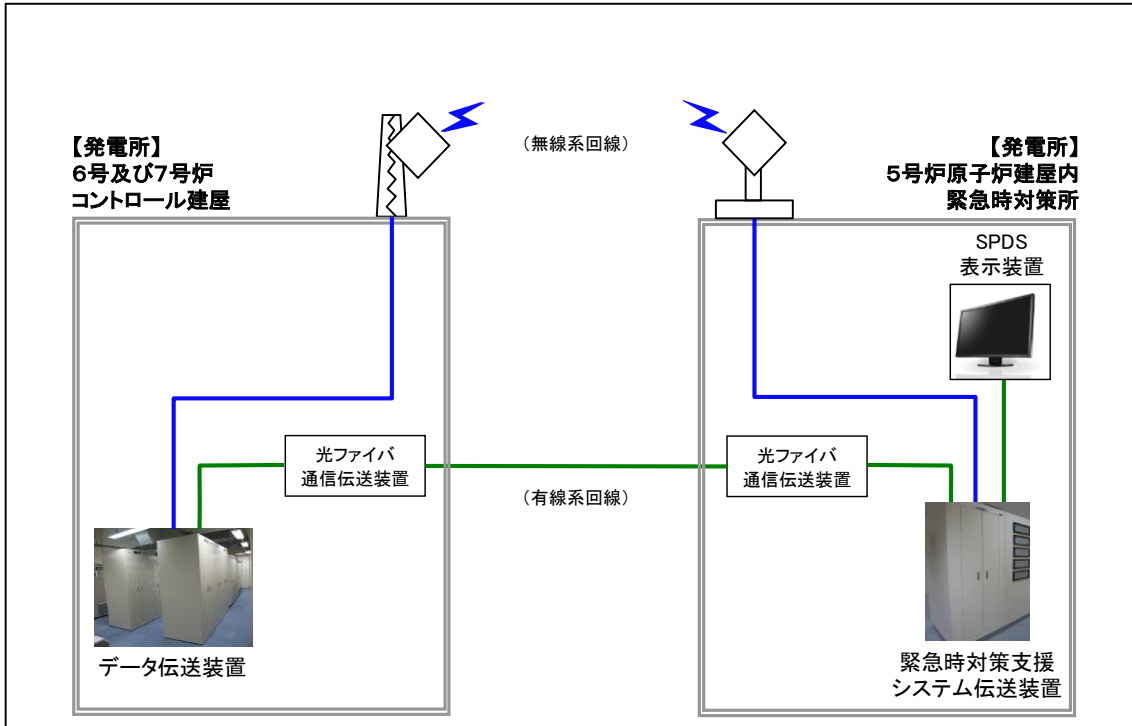 【発電所】
6号及び7号炉
コントロール建屋
（無線系回線）
【発電所】
5号炉原子炉建屋内
緊急時対策所
SPDS
表示装置
光ファイバ
通信伝送装置
（有線系回線）
光ファイバ
通信伝送装置
データ伝送装置
緊急時対策支援
システム伝送装置